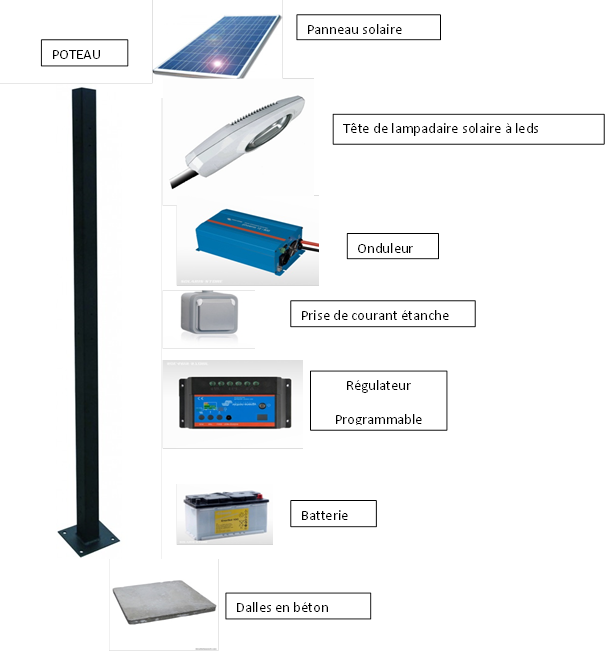 Panneau solaire
POTEAU
Tête de lampadaire solaire à leds
Onduleur
Prise de courant étanche
Régulateur
Programmable
Batterie
Dalles en béton